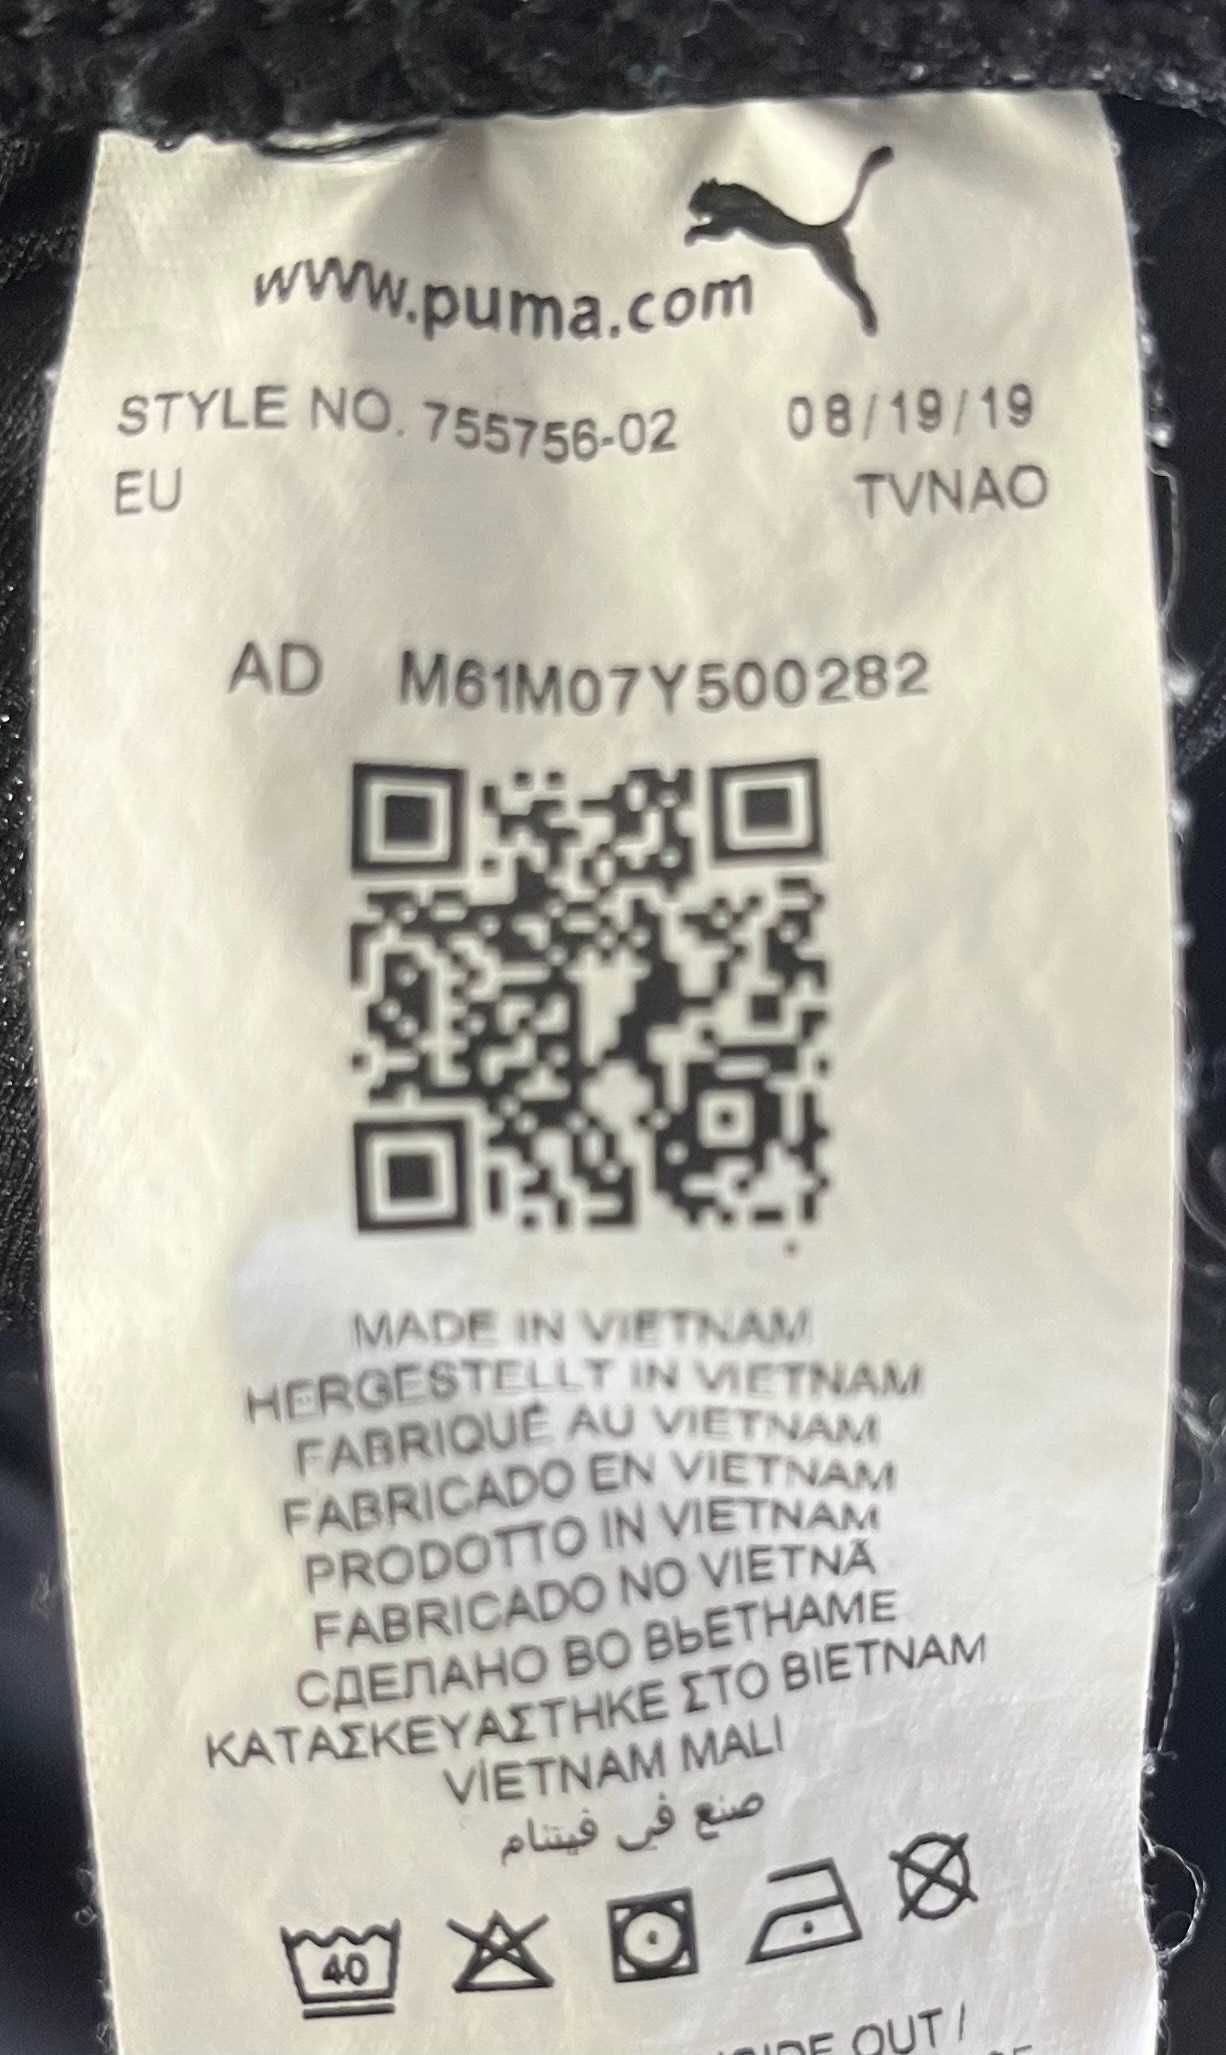 www.puma.com
STYLE NO. 755756-02 08/19/19
EU TVNAO
AD M61M07Y500282
MADE IN VIETNAM
HERGESTELLT IN VIETNAM
FABRIQUÉ AU VIETNAM
FABRICADO EN VIETNAM
PRODOTTO IN VIETNAM
FABRICADO NO VIETNÃ
СДЕЛАНО ВО ВЬЕТНАМЕ
ΚΑΤΑΣΚΕΥΑΣΤΗΚΕ ΣΤΟ ΒΙΕΤΝΑΜ
VİETNAM MALI
صنع في فيتنام
40
OUT /